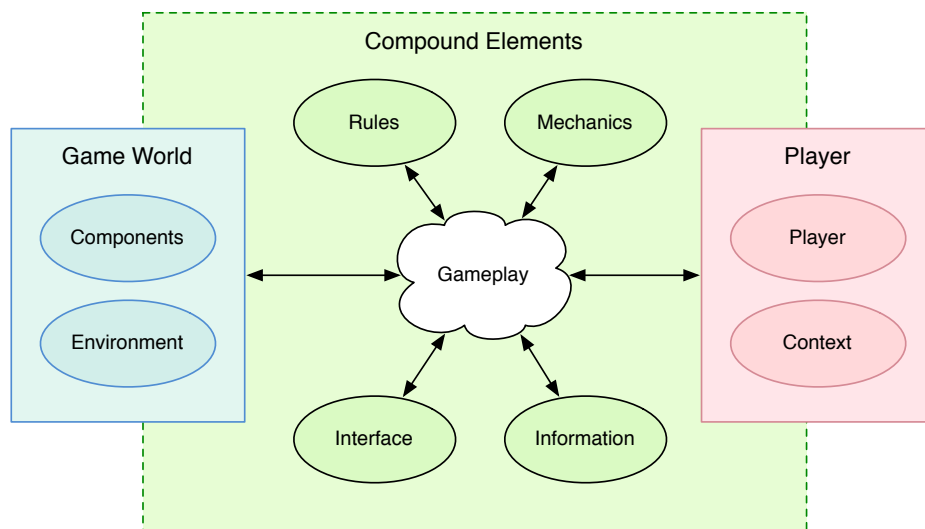 Compound Elements
Rules
Mechanics
Game World
Components
Environment
Gameplay
Player
Player
Context
Interface
Information